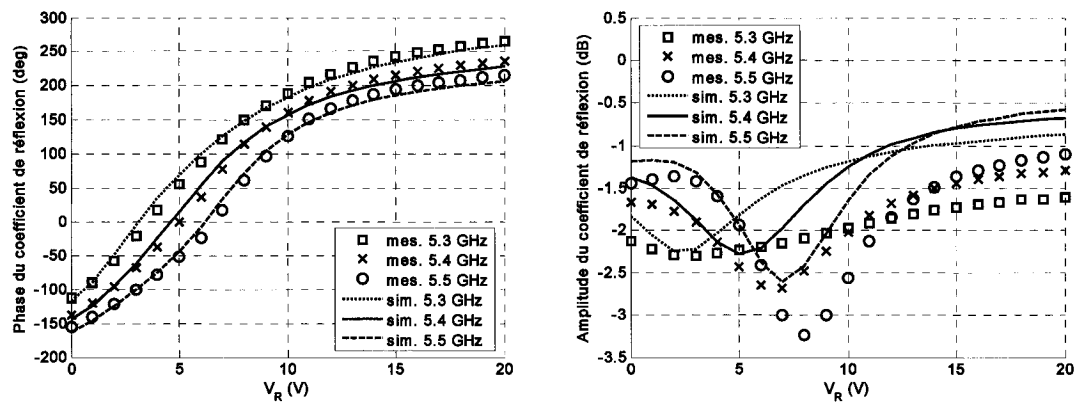 300
250
200
150
100
50
0
-50
-100
-150
-200
0
5
10
15
20
Phase du coefficient de réflexion (deg)
V_R (V)
mes. 5.3 GHz
mes. 5.4 GHz
mes. 5.5 GHz
sim. 5.3 GHz
sim. 5.4 GHz
sim. 5.5 GHz
0.5
0
-0.5
-1
-1.5
-2
-2.5
-3
-3.5
0
5
10
15
20
Amplitude du coefficient de réflexion (dB)
V_R (V)
mes. 5.3 GHz
mes. 5.4 GHz
mes. 5.5 GHz
sim. 5.3 GHz
sim. 5.4 GHz
sim. 5.5 GHz